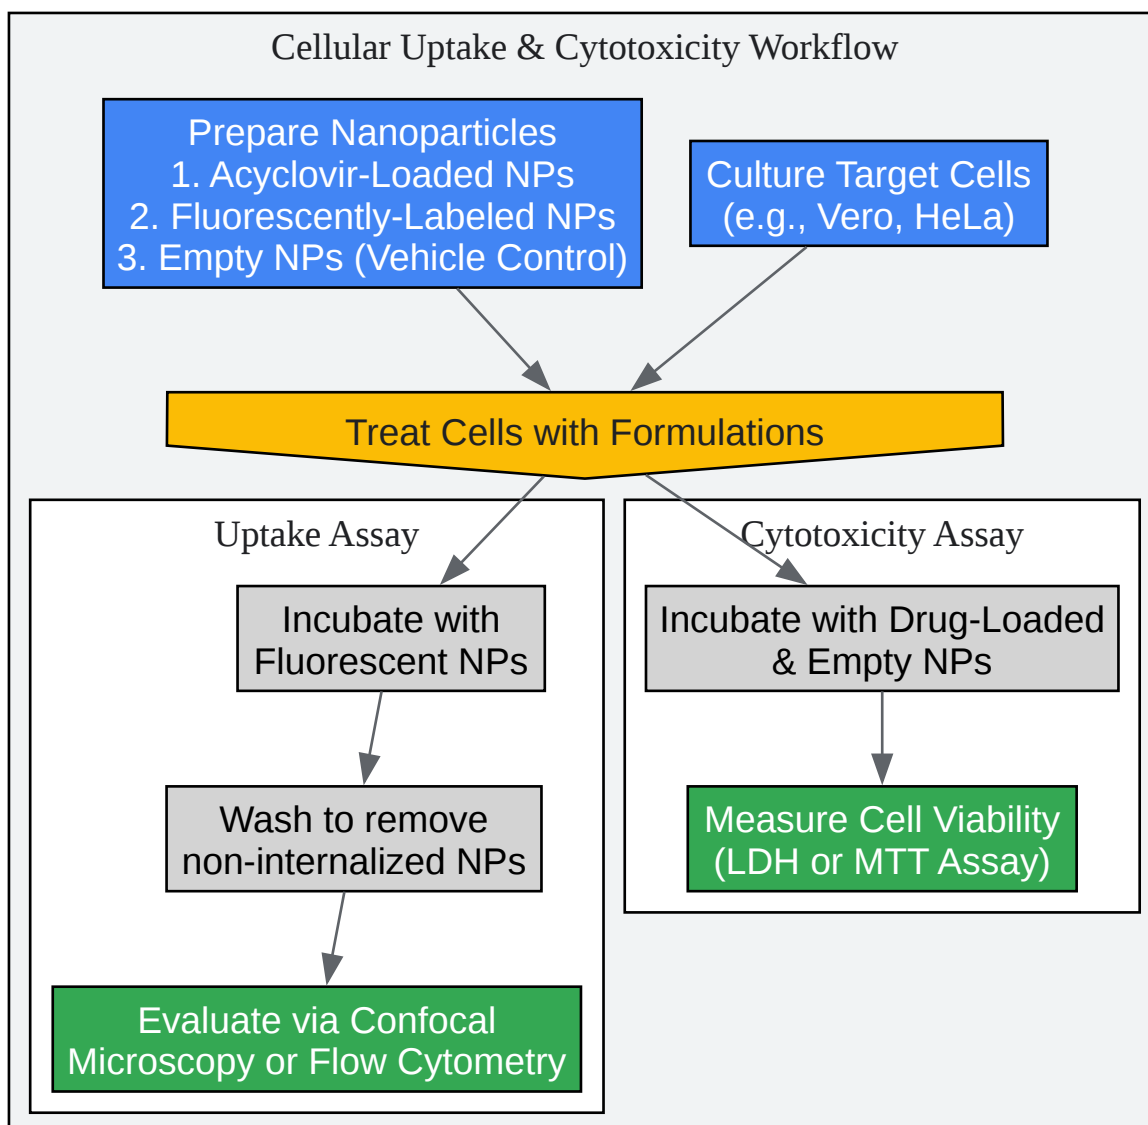 Cellular Uptake & Cytotoxicity Workflow
Prepare Nanoparticles
1. Acyclovir-Loaded NPs
2. Fluorescently-Labeled NPs
3. Empty NPs (Vehicle Control)
Culture Target Cells
(e.g., Vero, HeLa)
Treat Cells with Formulations
Uptake Assay
Incubate with
Fluorescent NPs
Wash to remove
non-internalized NPs
Evaluate via Confocal
Microscopy or Flow Cytometry
Cytotoxicity Assay
Incubate with Drug-Loaded
& Empty NPs
Measure Cell Viability
(LDH or MTT Assay)